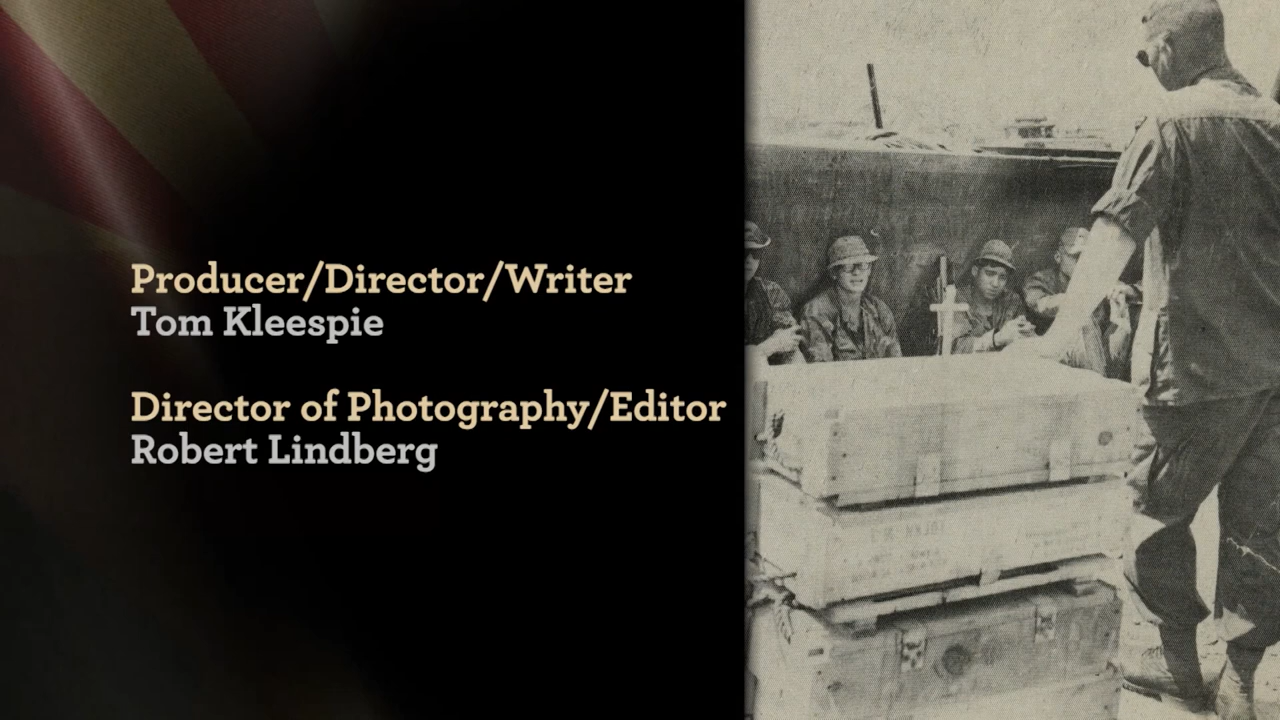 Producer/Director/Writer
Tom Kleespie
Director of Photography/Editor
Robert Lindberg